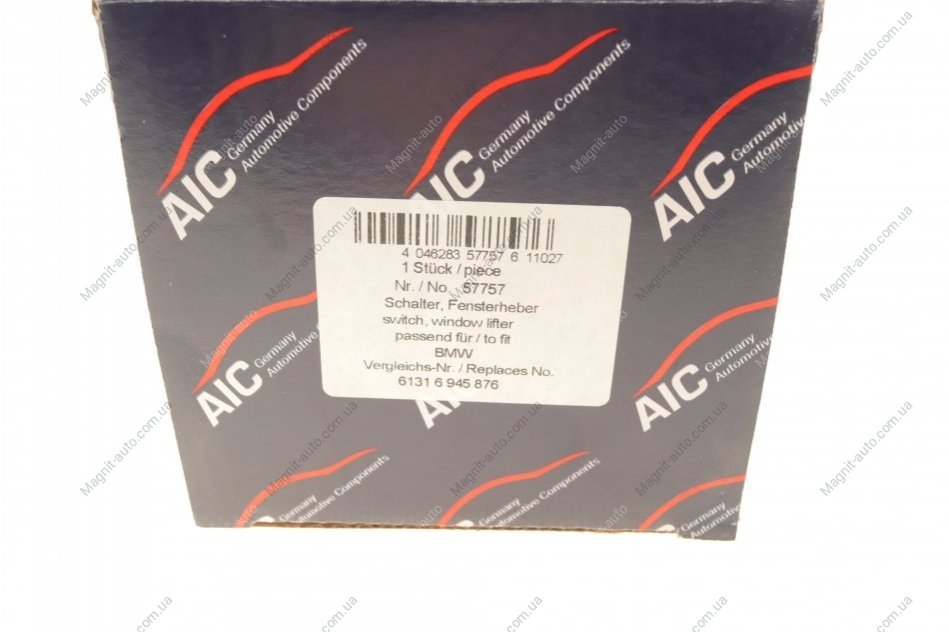 AIC Germany
Automotive Components
AIC Germany
Automotive Components
AIC Germany
Automotive Components
4 046283 57757 6 11027
1 Stück / piece
Nr. / No. 57757
Schalter, Fensterheber
switch, window lifter
passend für / to fit
BMW
Vergleichs-Nr. / Replaces No.
6131 6 945 876
AIC Germany
Automotive
AIC
AIC Germany
Automotive Components
Germany
Automotive Components
Germany
Automotive Components
Germany
Automotive
Magnit-auto.com.ua